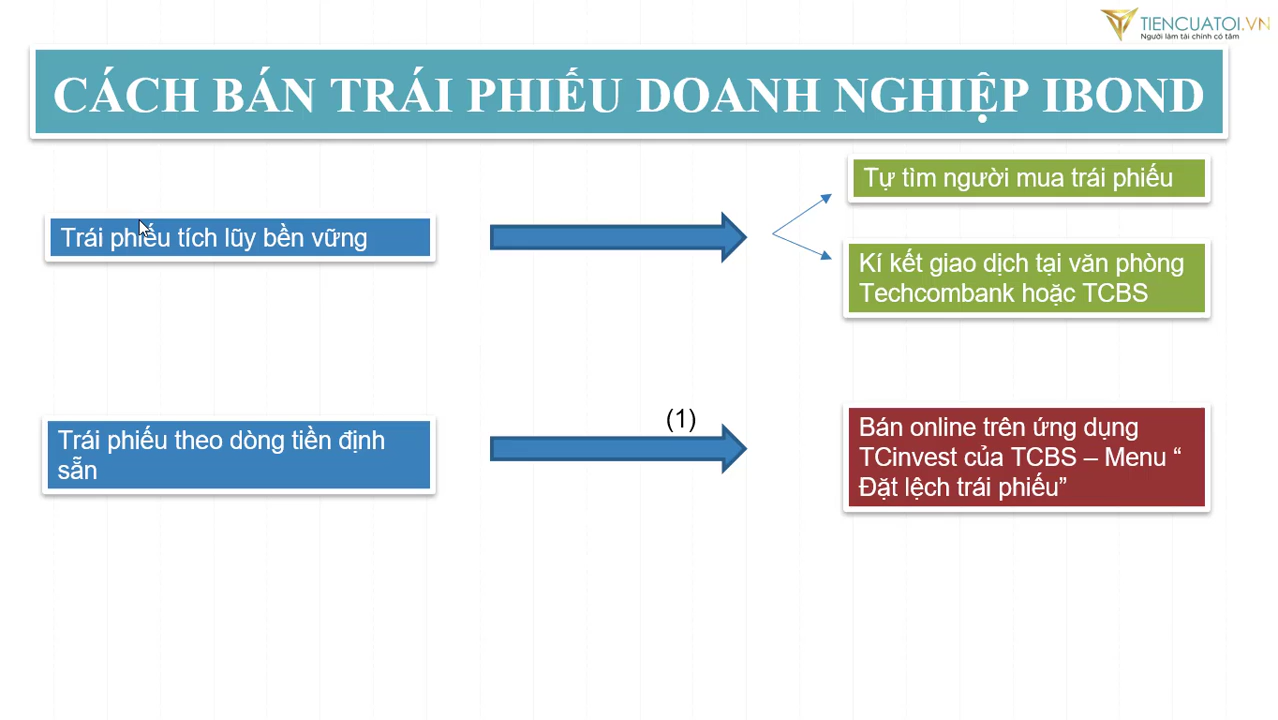 TIENCUATOI.VN
Người làm tài chính có tâm
CÁCH BÁN TRÁI PHIẾU DOANH NGHIỆP IBOND
Tự tìm người mua trái phiếu
Trái phiếu tích lũy bền vững
Kí kết giao dịch tại văn phòng
Techcombank hoặc TCBS
(1)
Trái phiếu theo dòng tiền định
sẵn
Bán online trên ứng dụng
TCinvest của TCBS – Menu “
Đặt lệch trái phiếu”